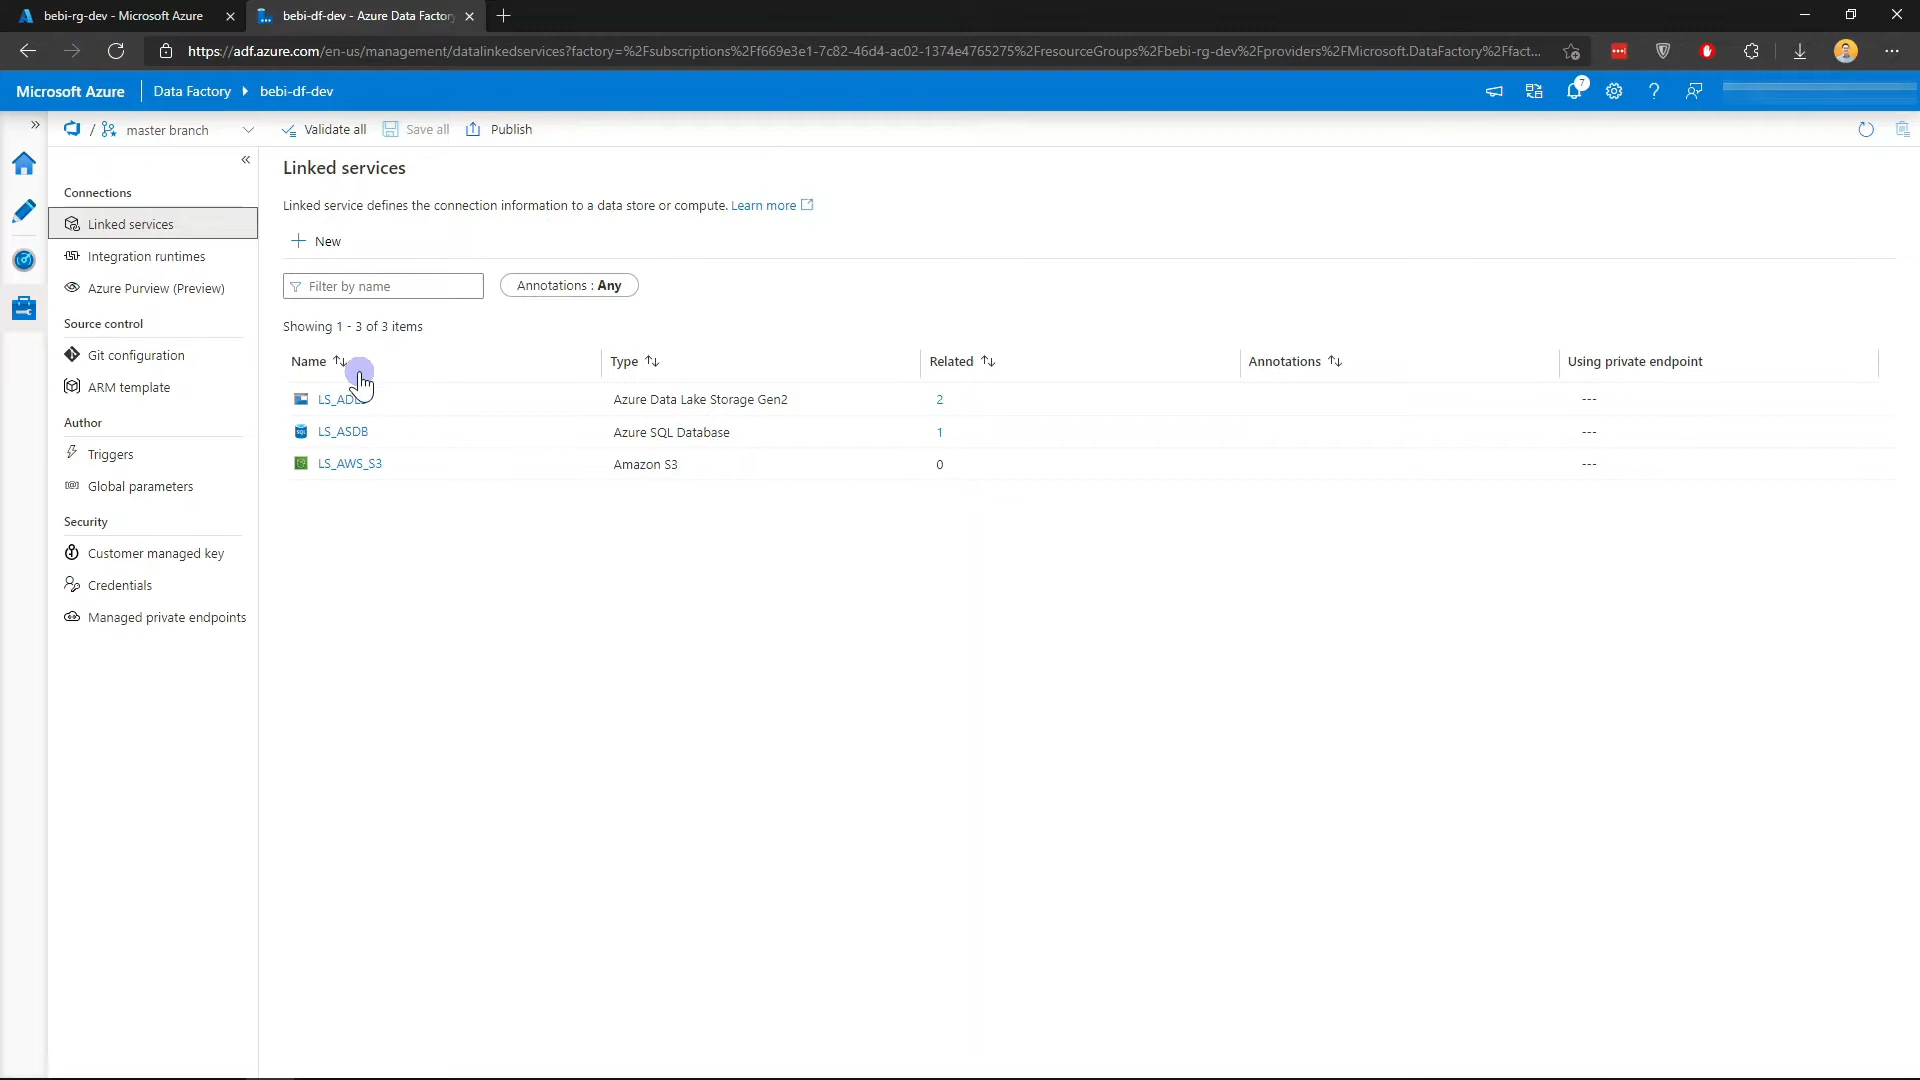 bebi-rg-dev - Microsoft Azure
bebi-df-dev - Azure Data Factory
https://adf.azure.com/en-us/management/datalinkedservices?factory=%2Fsubscriptions%2Ff669e3e1-7c82-46d4-ac02-1374e4765275%2FresourceGroups%2Fbebi-rg-dev%2Fproviders%2FMicrosoft.DataFactory%2Ffact...
Microsoft Azure
Data Factory
bebi-df-dev
7
/ master branch
Validate all
Save all
Publish
Connections
Linked services
Integration runtimes
Azure Purview (Preview)
Source control
Git configuration
ARM template
Author
Triggers
Global parameters
Security
Customer managed key
Credentials
Managed private endpoints
Linked services
Linked service defines the connection information to a data store or compute. Learn more
New
Filter by name
Annotations : Any
Showing 1 - 3 of 3 items
Name Type Related Annotations Using private endpoint
Azure Data Lake Storage Gen2 2 ---
LS_ASDB Azure SQL Database 1 ---
LS_AWS_S3 Amazon S3 0 ---